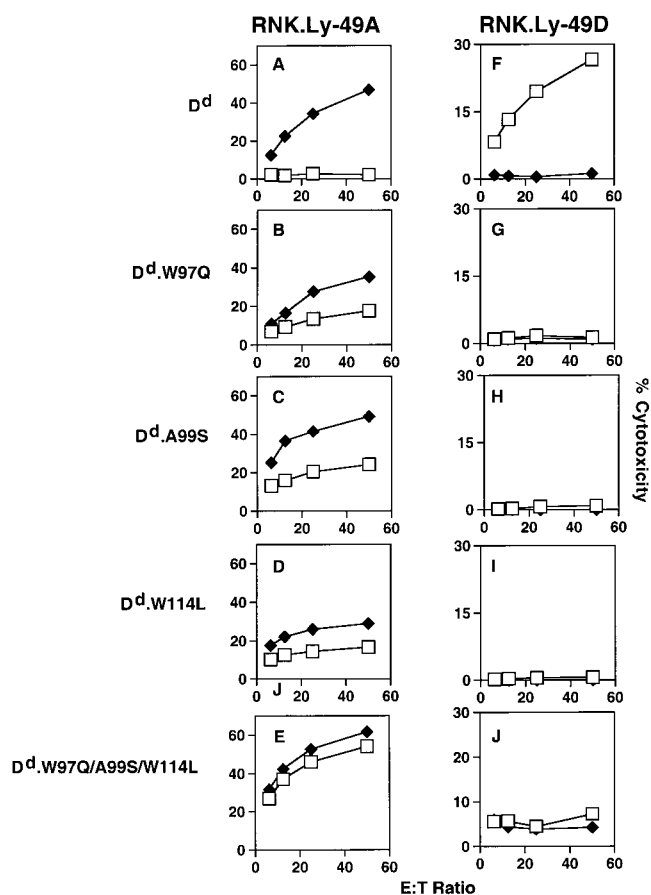 RNK.Ly-49A RNK.Ly-49D
Dd
A
60
40
20
0
0 20 40 60
F
30
15
0
0 20 40 60
Dd.W97Q
B
60
40
20
0
0 20 40 60
G
30
15
0
0 20 40 60
Dd.A99S
C
60
40
20
0
0 20 40 60
H
30
15
0
0 20 40 60
% Cytotoxicity
Dd.W114L
D
60
40
20
0
0 20 40 60
J
I
30
15
0
0 20 40 60
Dd.W97Q/A99S/W114L
E
60
40
20
0
0 20 40 60
J
30
20
10
0
0 20 40 60
E:T Ratio